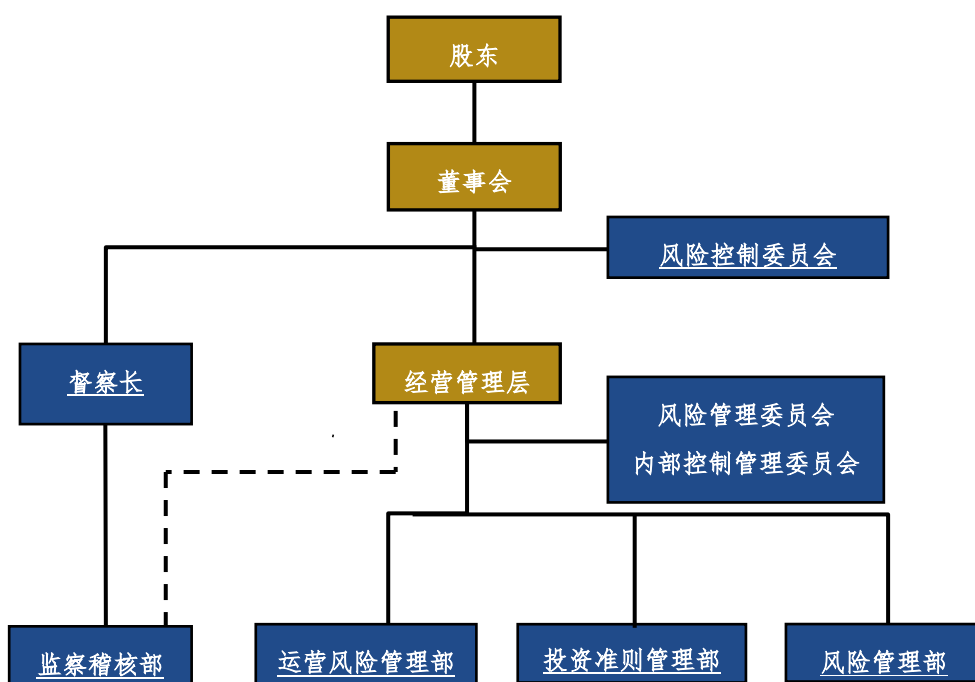 股东
董事会
风险控制委员会
督察长
经营管理层
风险管理委员会
内部控制管理委员会
监察稽核部
运营风险管理部
投资准则管理部
风险管理部